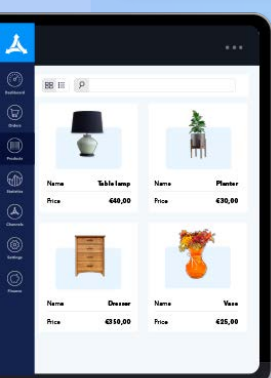 Dashboard
Orders
Products
Statistics
Channels
Settings
Finance
Name Table lamp
Price €40,00
Name Planter
Price €30,00
Name Dresser
Price €350,00
Name Vase
Price €25,00